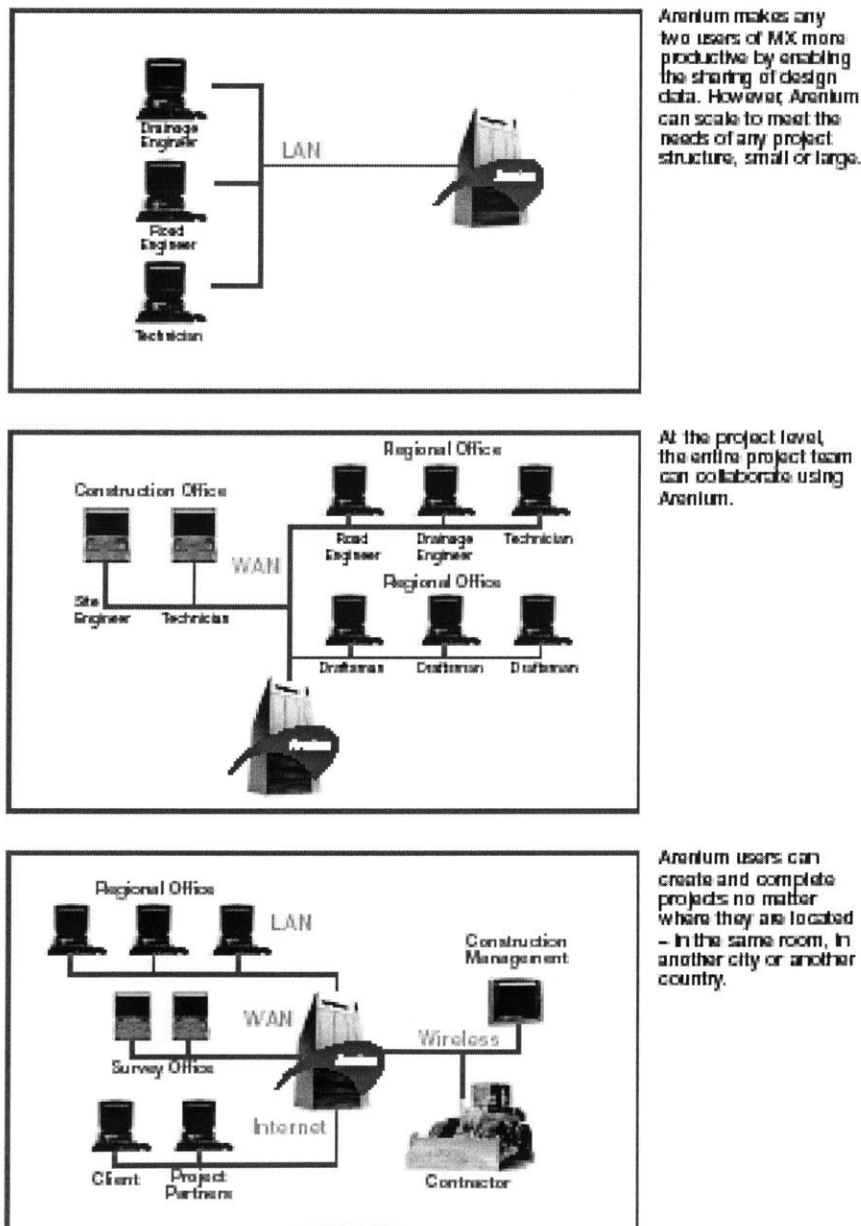 Arenium makes any
two users of MX more
productive by enabling
the sharing of design
data. However, Arenium
can scale to meet the
needs of any project
structure, small or large.
Drainage
Engineer
LAN
Road
Engineer
Technician
At the project level,
the entire project team
can collaborate using
Arenium.
Regional Office
Construction Office
Road
Engineer
Drainage
Engineer
Technician
WAN
Regional Office
Site
Engineer
Technician
Draftsman
Draftsman
Draftsman
Arenium users can
create and complete
projects no matter
where they are located
– in the same room, in
another city or another
country.
Regional Office
LAN
Construction
Management
WAN
Wireless
Survey Office
Internet
Client
Project
Partners
Contractor